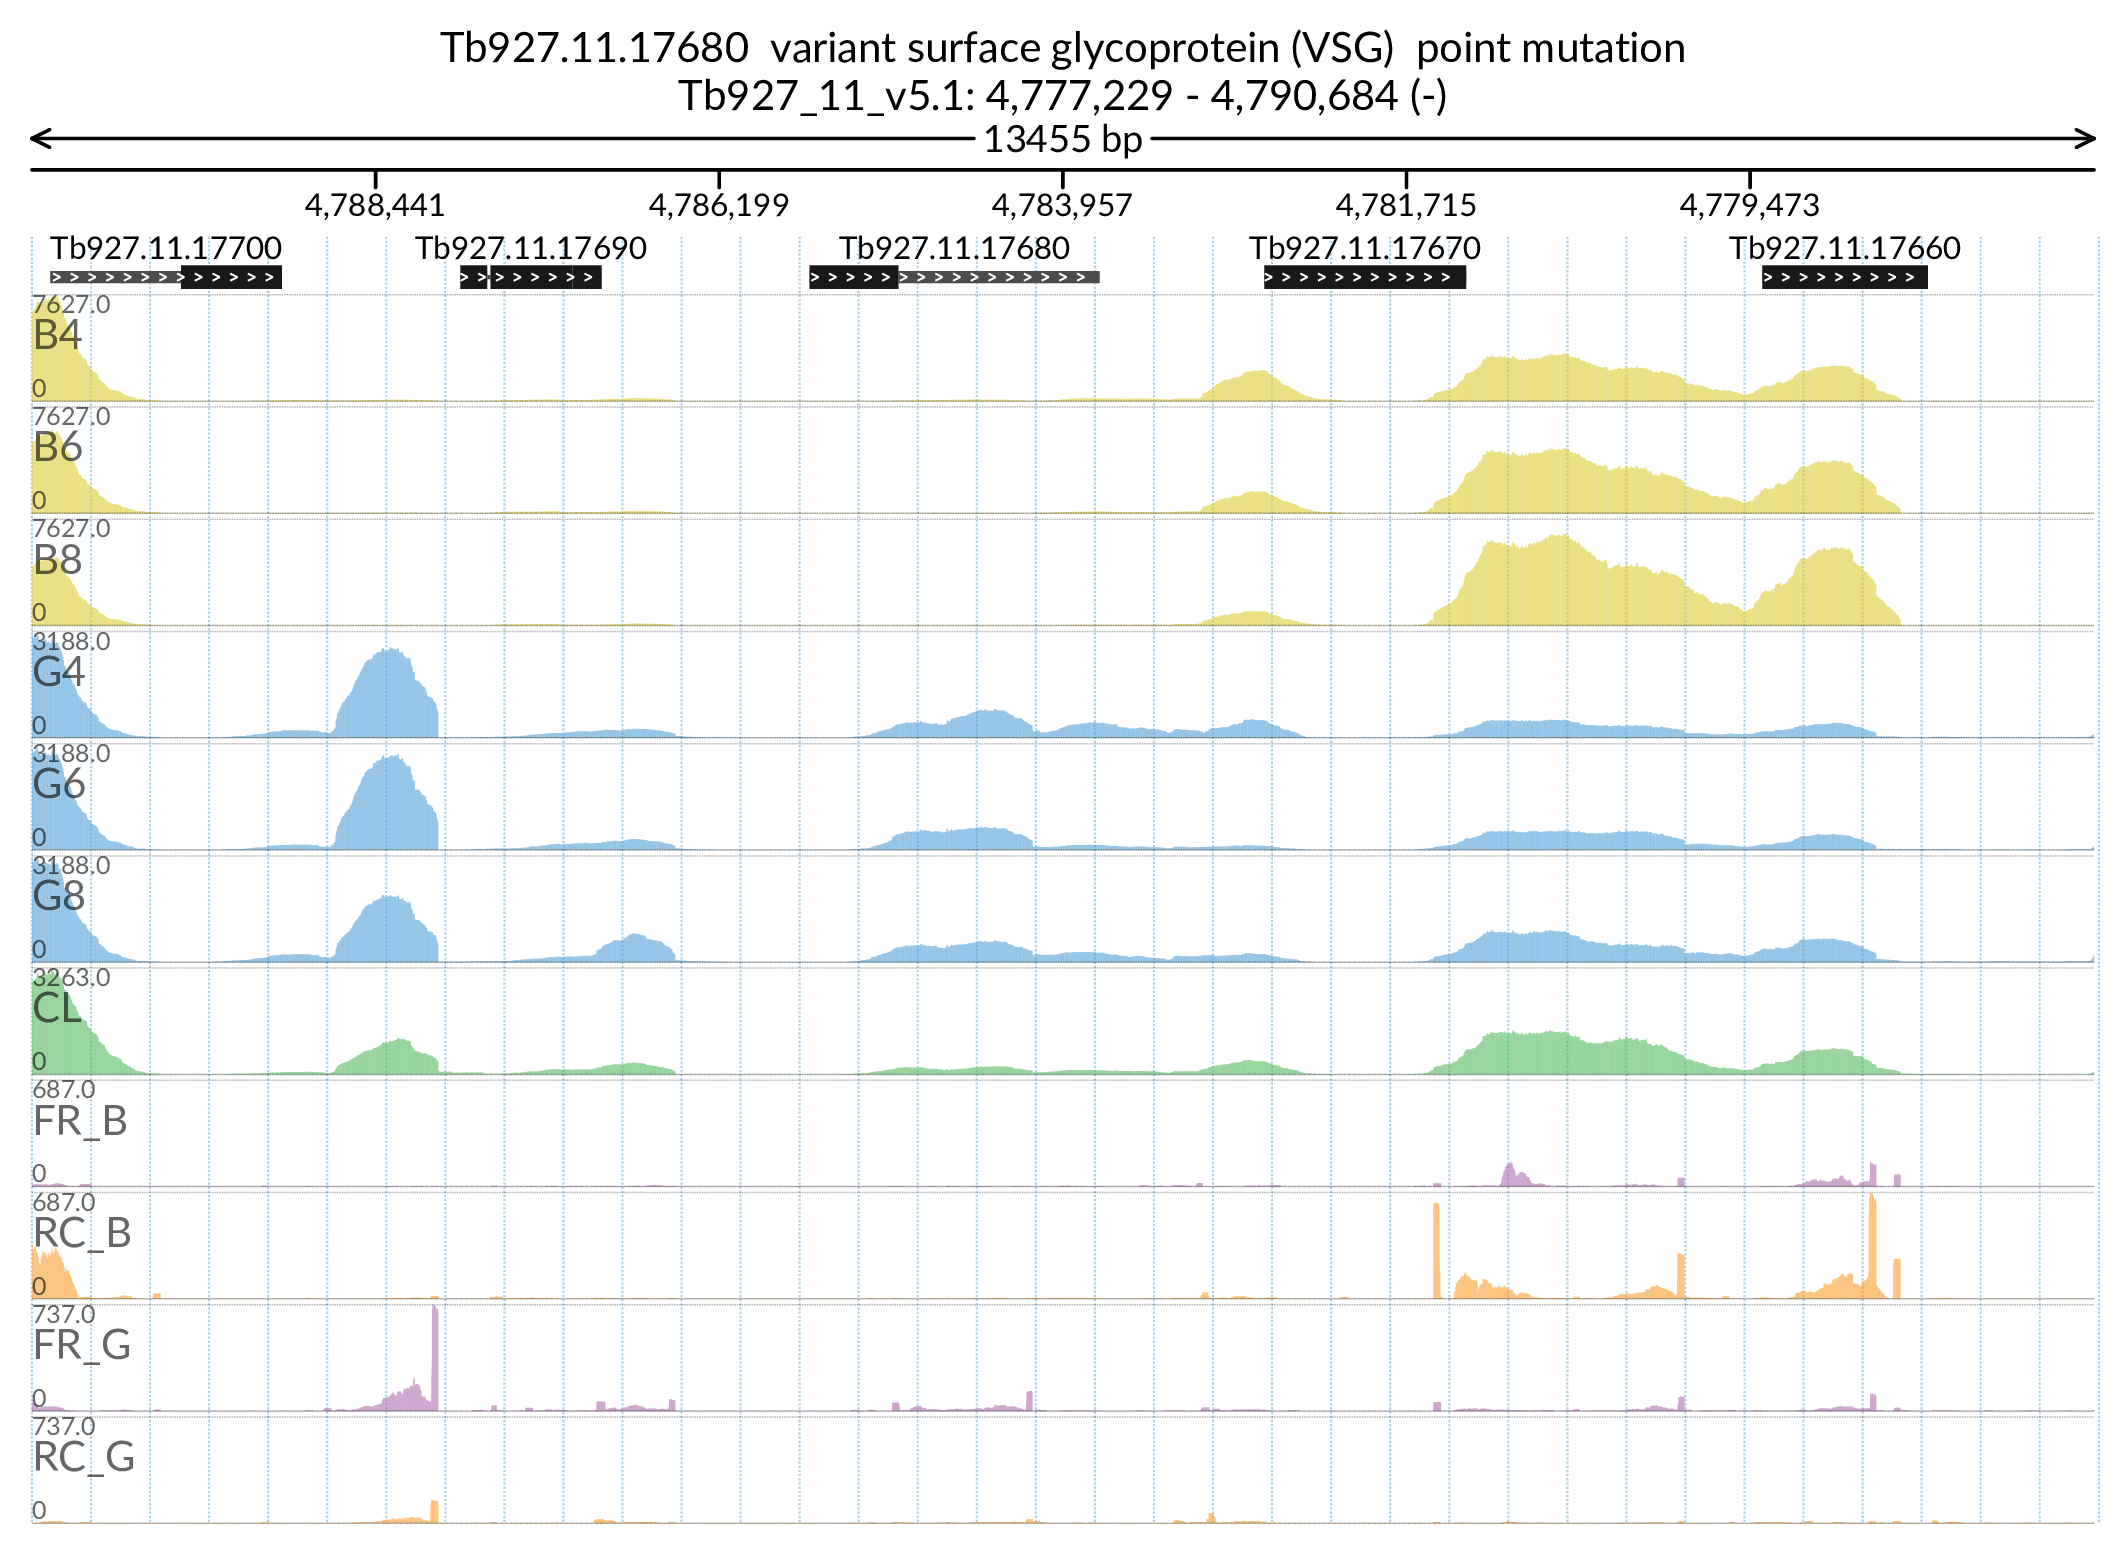 Tb927.11.17680  variant surface glycoprotein (VSG)  point mutation
Tb927_11_v5.1: 4,777,229 - 4,790,684 (-)
13455 bp
4,788,441 4,786,199 4,783,957 4,781,715 4,779,473
Tb927.11.17700 Tb927.11.17690 Tb927.11.17680 Tb927.11.17670 Tb927.11.17660
7627.0
B4
0
7627.0
B6
0
7627.0
B8
0
3188.0
G4
0
3188.0
G6
0
3188.0
G8
0
3263.0
CL
0
687.0
FR_B
0
687.0
RC_B
0
737.0
FR_G
0
737.0
RC_G
0